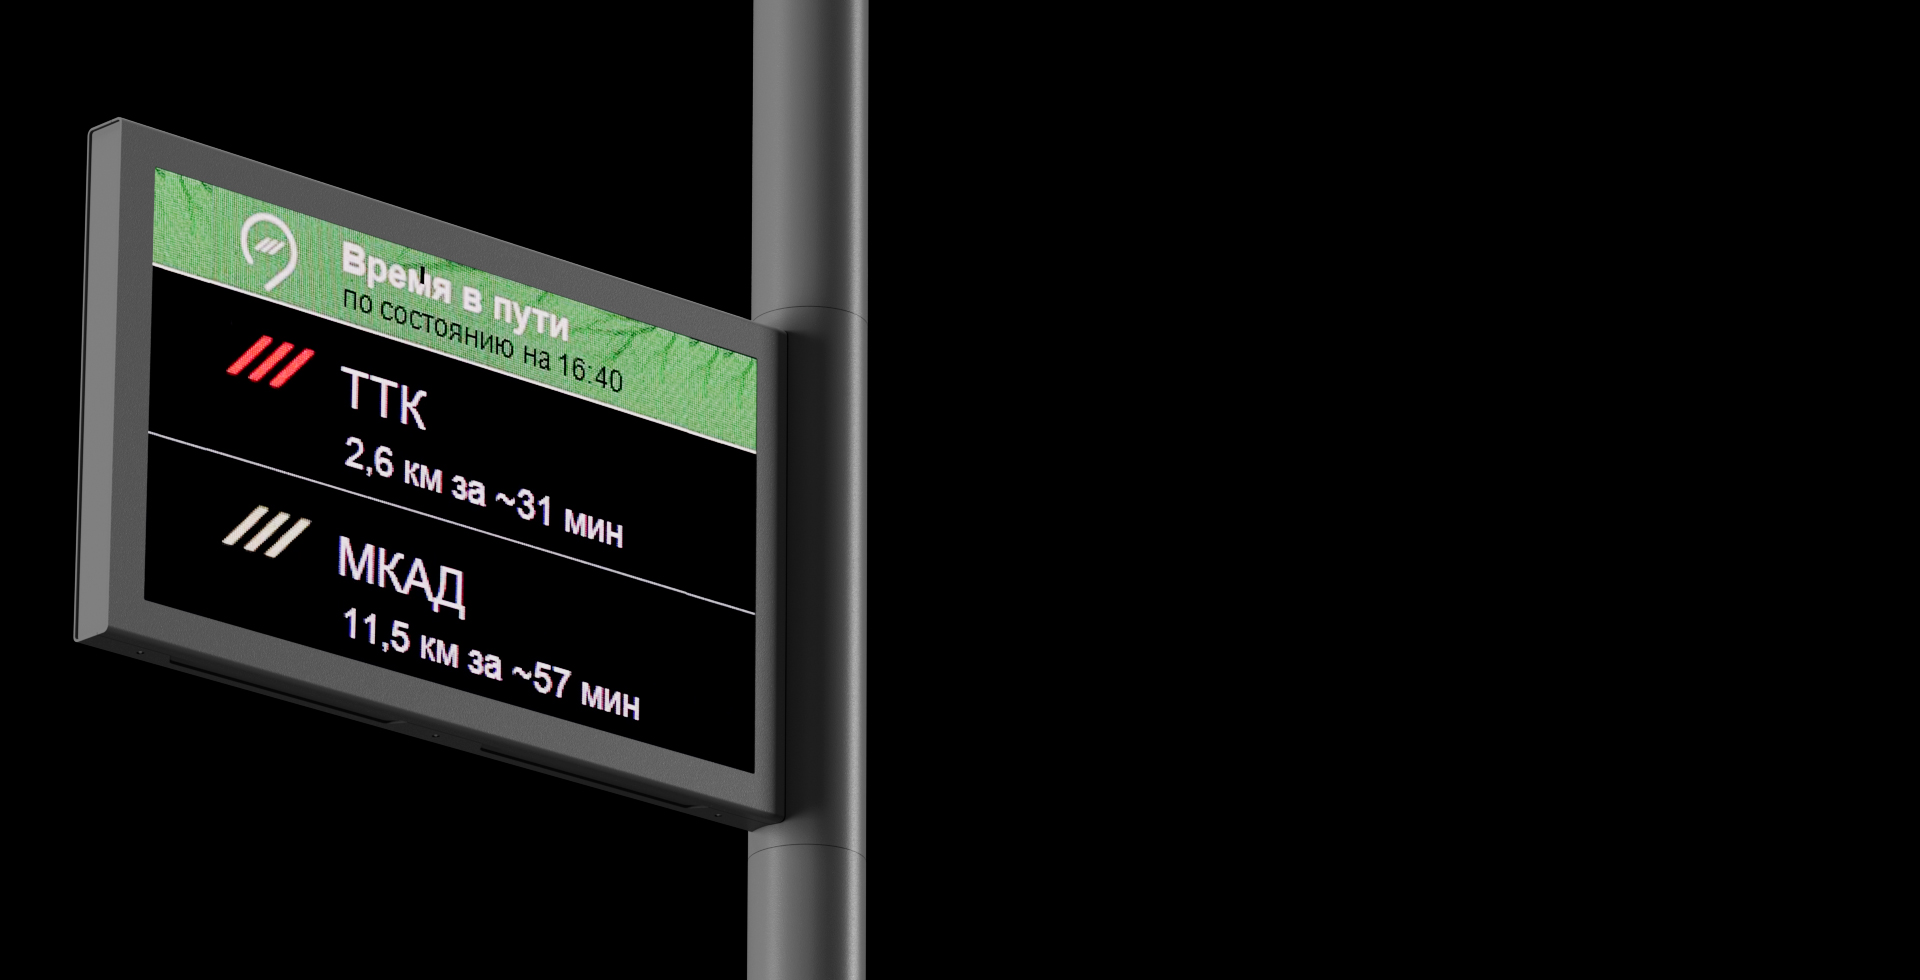 Время в пути
по состоянию на 16:40
ТТК
2,6 км за ~31 мин
МКАД
11,5 км за ~57 мин